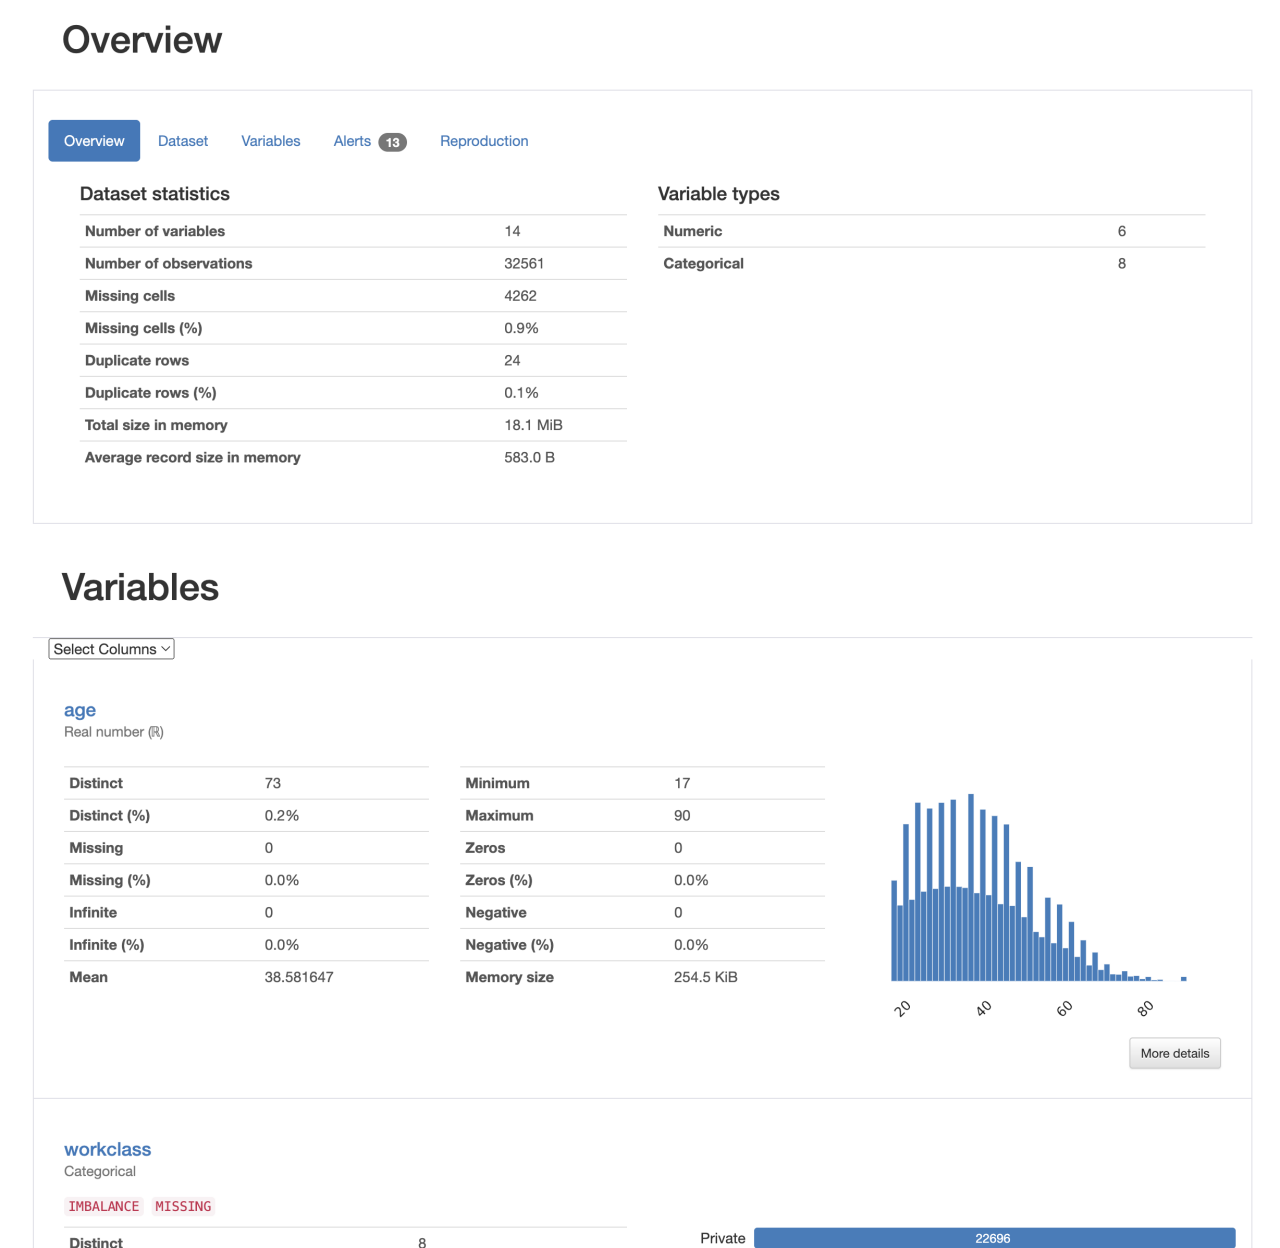 Overview
Overview Dataset Variables Alerts 13 Reproduction
Dataset statistics
Number of variables 14
Number of observations 32561
Missing cells 4262
Missing cells (%) 0.9%
Duplicate rows 24
Duplicate rows (%) 0.1%
Total size in memory 18.1 MiB
Average record size in memory 583.0 B
Variable types
Numeric 6
Categorical 8
Variables
Select Columns
age
Real number (ℝ)
Distinct 73
Distinct (%) 0.2%
Missing 0
Missing (%) 0.0%
Infinite 0
Infinite (%) 0.0%
Mean 38.581647
Minimum 17
Maximum 90
Zeros 0
Zeros (%) 0.0%
Negative 0
Negative (%) 0.0%
Memory size 254.5 KiB
20 40 60 80
More details
workclass
Categorical
IMBALANCE MISSING
Distinct 8
Private 22696